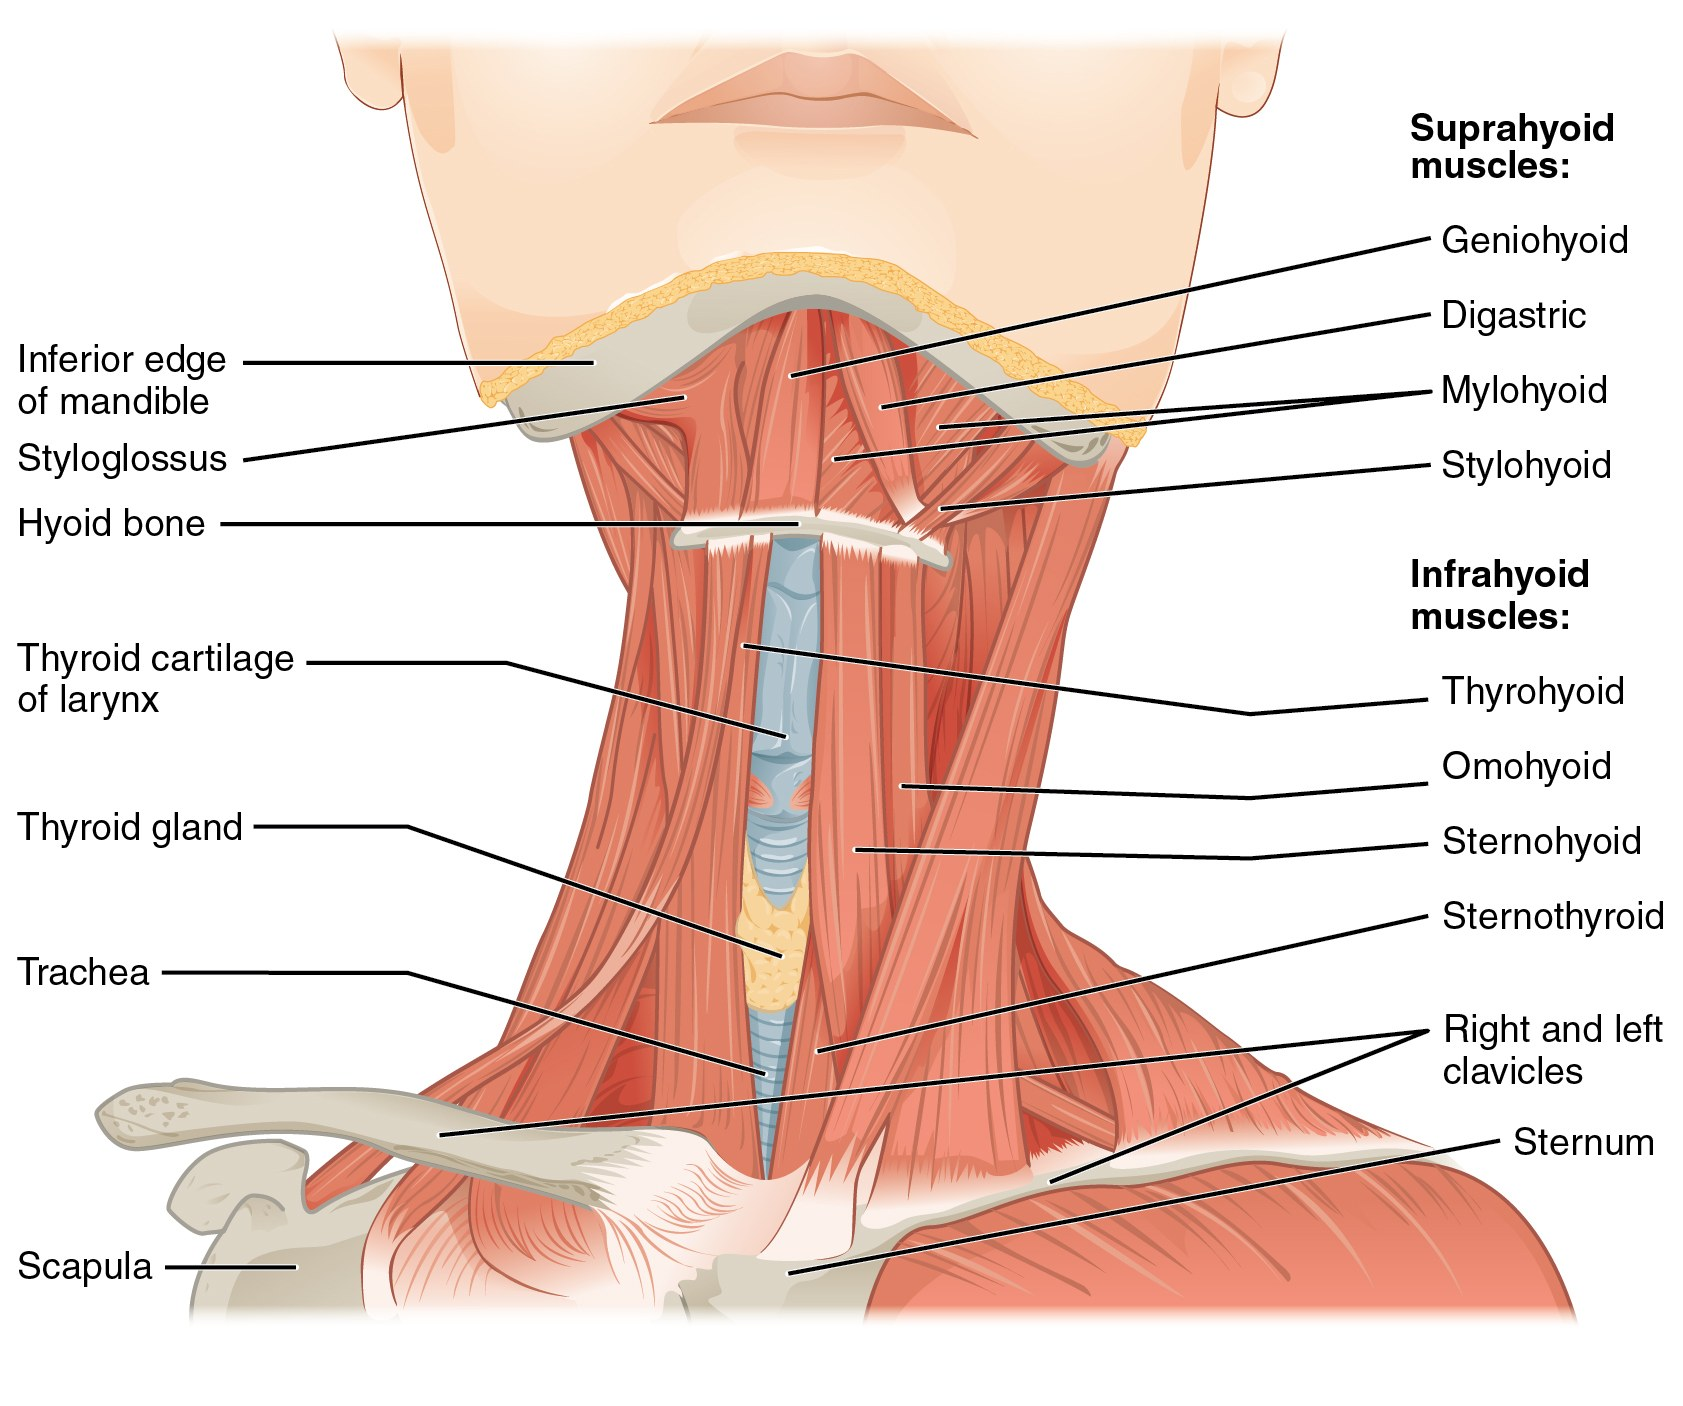 Inferior edge
of mandible
Styloglossus
Hyoid bone
Thyroid cartilage
of larynx
Thyroid gland
Trachea
Scapula
Suprahyoid
muscles:
Geniohyoid
Digastric
Mylohyoid
Stylohyoid
Infrahyoid
muscles:
Thyrohyoid
Omohyoid
Sternohyoid
Sternothyroid
Right and left
clavicles
Sternum